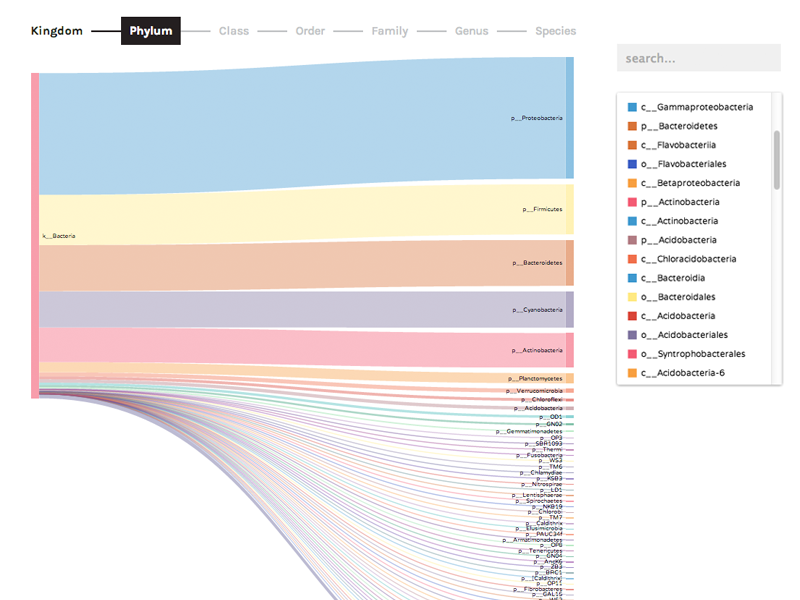 Kingdom Phylum Class Order Family Genus Species
search...
k__Bacteria
p__Proteobacteria
p__Firmicutes
p__Bacteroidetes
p__Cyanobacteria
p__Actinobacteria
p__Planctomycetes
p__Verrucomicrobia
p__Chloroflexi
p__Acidobacteria
p__OD1
p__GN02
p__Gemmatimonadetes
p__OP3
p__SBR1093
p__Thermi
p__Fusobacteria
p__WS3
p__TM6
p__Chlamydiae
p__KSB3
p__Nitrospirae
p__LD1
p__Lentisphaerae
p__Spirochaetes
p__NKB19
p__Chlorobi
p__TM7
p__Caldithrix
p__Elusimicrobia
p__PAUC34f
p__Armatimonadetes
p__OP8
p__Tenericutes
p__GN04
p__AncK6
p__ZB3
p__BRC1
p__[Caldithrix]
p__OP11
p__Fibrobacteres
p__GAL15
c__Gammaproteobacteria
p__Bacteroidetes
c__Flavobacteriia
o__Flavobacteriales
c__Betaproteobacteria
p__Actinobacteria
c__Actinobacteria
p__Acidobacteria
c__Chloracidobacteria
c__Bacteroidia
o__Bacteroidales
c__Acidobacteria
o__Acidobacteriales
o__Syntrophobacterales
c__Acidobacteria-6